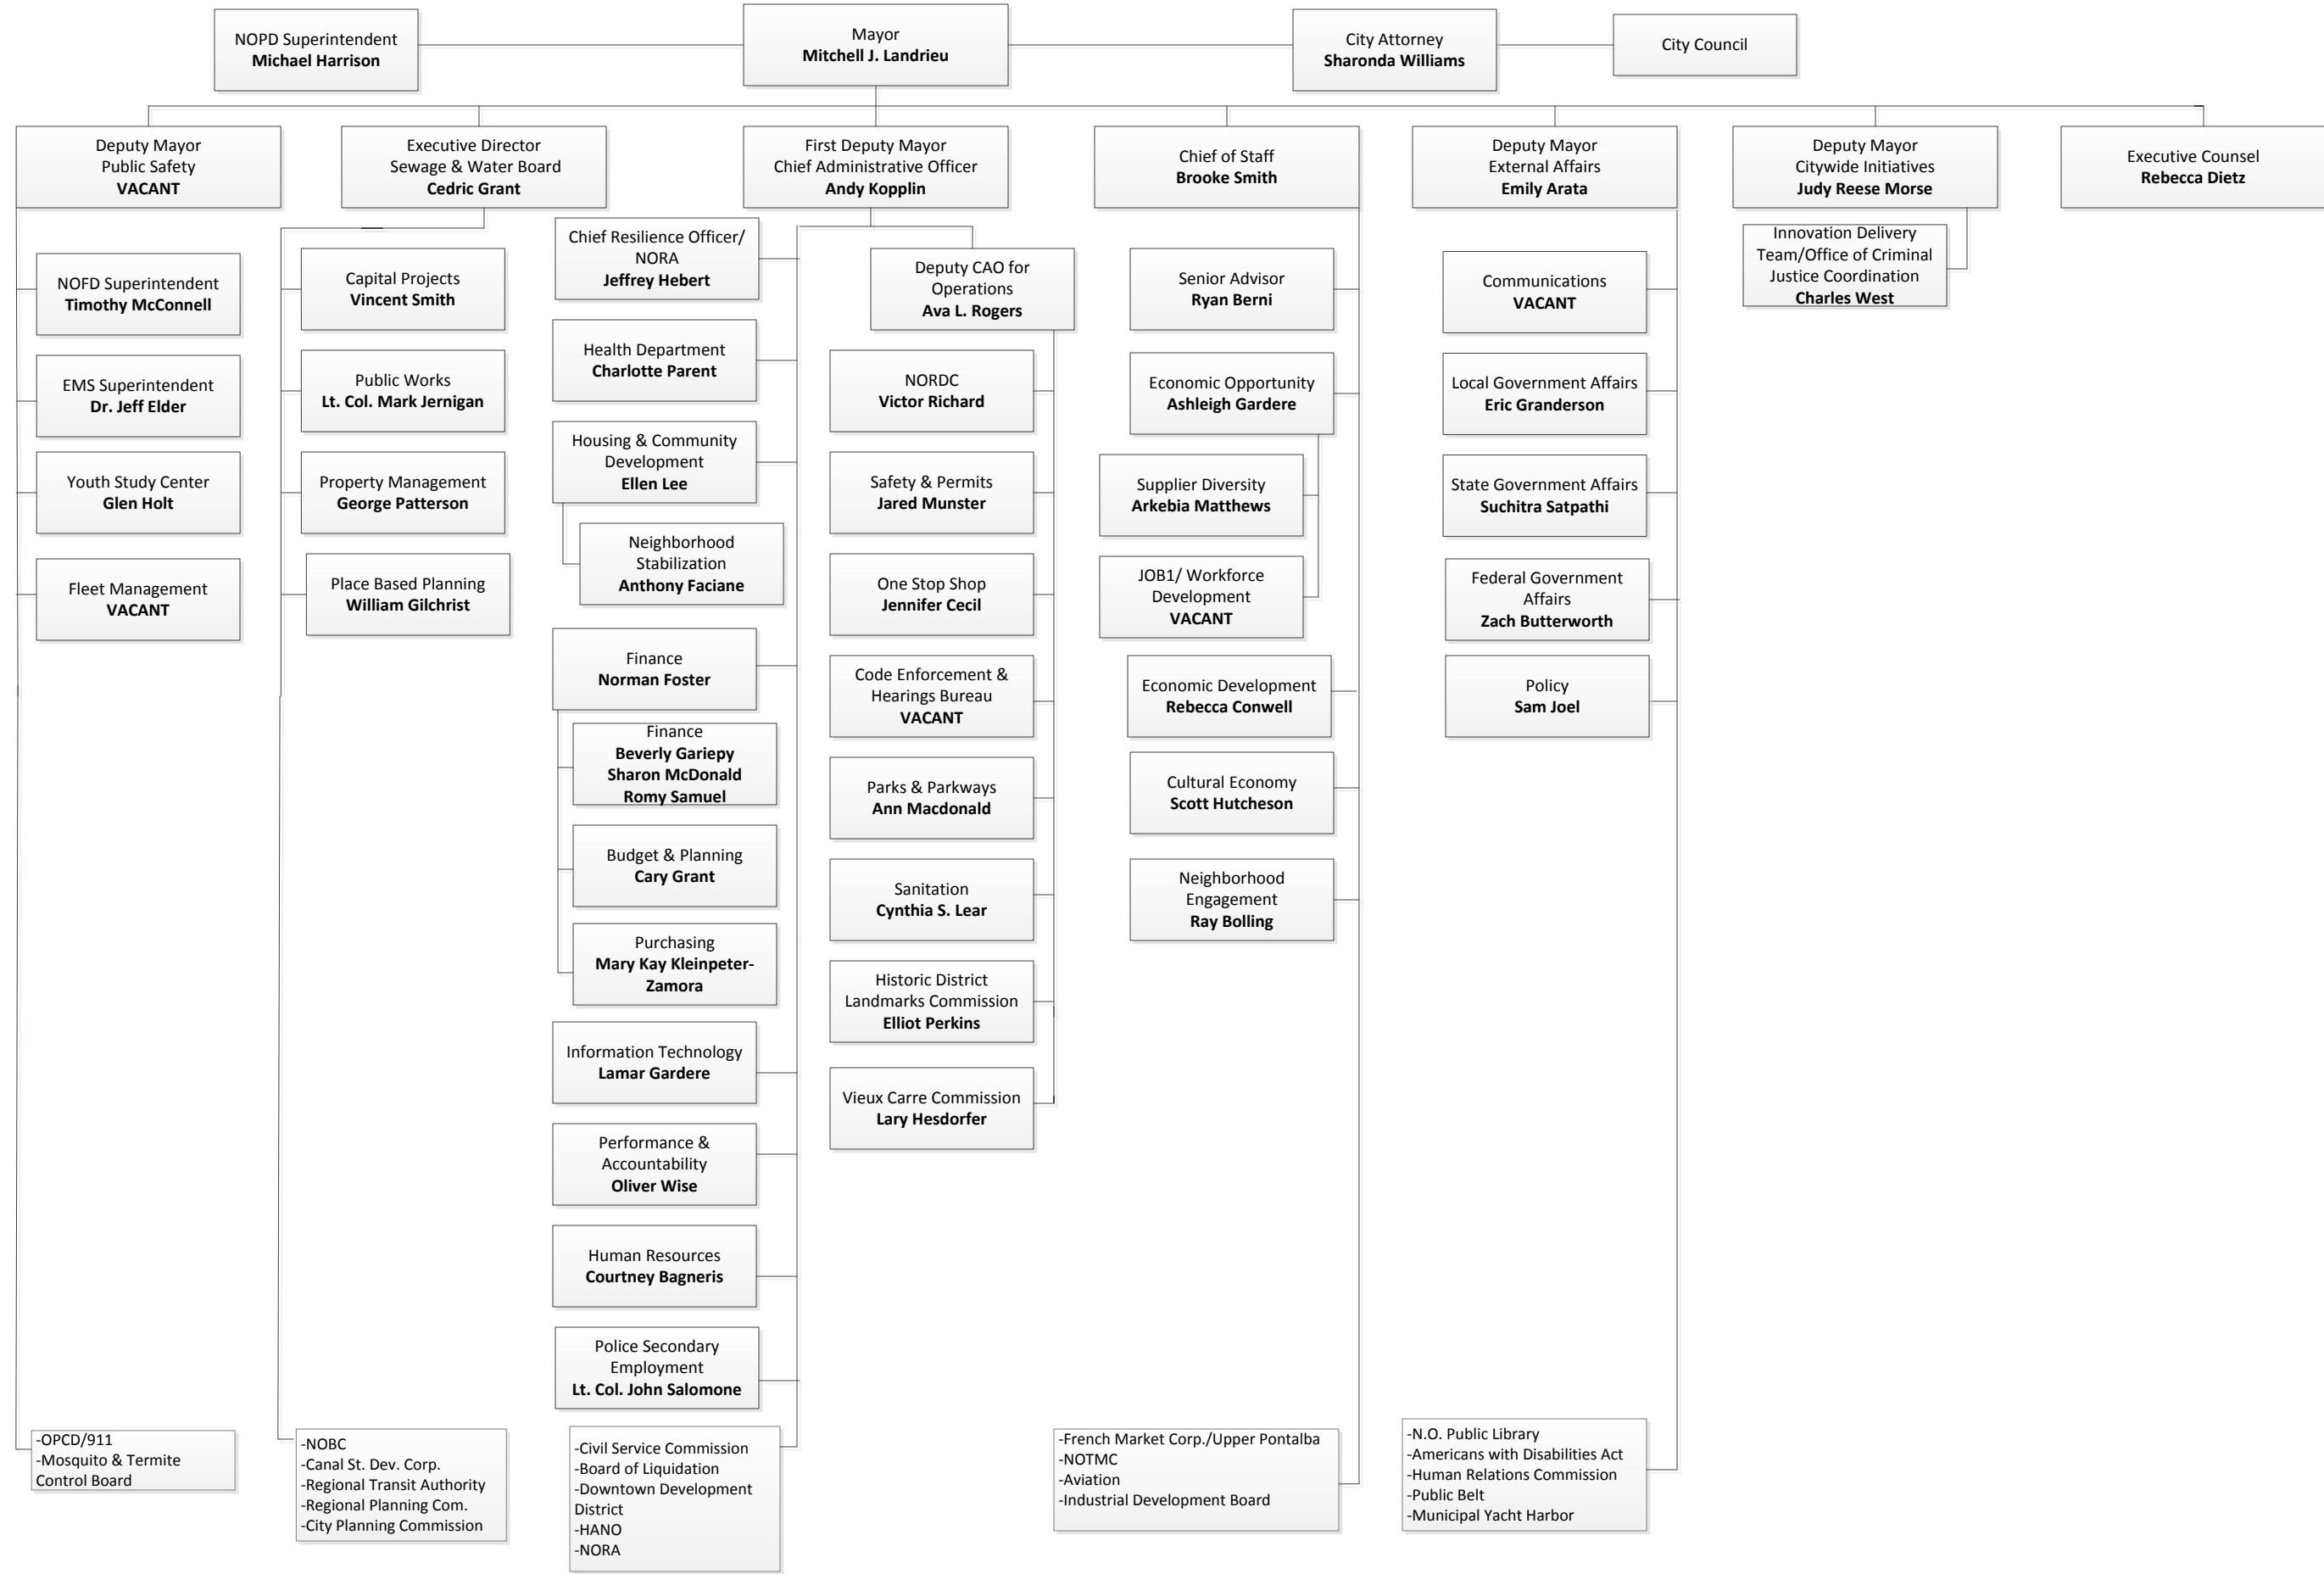 NOPD Superintendent
Michael Harrison
Mayor
Mitchell J. Landrieu
City Attorney
Sharonda Williams
City Council
Deputy Mayor
Public Safety
VACANT
Executive Director
Sewage & Water Board
Cedric Grant
First Deputy Mayor
Chief Administrative Officer
Andy Kopplin
Chief of Staff
Brooke Smith
Deputy Mayor
External Affairs
Emily Arata
Deputy Mayor
Citywide Initiatives
Judy Reese Morse
Executive Counsel
Rebecca Dietz
NOFD Superintendent
Timothy McConnell
EMS Superintendent
Dr. Jeff Elder
Youth Study Center
Glen Holt
Fleet Management
VACANT
-OPCD/911
-Mosquito & Termite
Control Board
Capital Projects
Vincent Smith
Public Works
Lt. Col. Mark Jernigan
Property Management
George Patterson
Place Based Planning
William Gilchrist
-NOBC
-Canal St. Dev. Corp.
-Regional Transit Authority
-Regional Planning Com.
-City Planning Commission
Chief Resilience Officer/
NORA
Jeffrey Hebert
Health Department
Charlotte Parent
Housing & Community
Development
Ellen Lee
Neighborhood
Stabilization
Anthony Faciane
Finance
Norman Foster
Finance
Beverly Gariepy
Sharon McDonald
Romy Samuel
Budget & Planning
Cary Grant
Purchasing
Mary Kay Kleinpeter-
Zamora
Information Technology
Lamar Gardere
Performance &
Accountability
Oliver Wise
Human Resources
Courtney Bagneris
Police Secondary
Employment
Lt. Col. John Salomone
-Civil Service Commission
-Board of Liquidation
-Downtown Development
District
-HANO
-NORA
Deputy CAO for
Operations
Ava L. Rogers
NORDC
Victor Richard
Safety & Permits
Jared Munster
One Stop Shop
Jennifer Cecil
Code Enforcement &
Hearings Bureau
VACANT
Parks & Parkways
Ann Macdonald
Sanitation
Cynthia S. Lear
Historic District
Landmarks Commission
Elliot Perkins
Vieux Carre Commission
Lary Hesdorfer
Senior Advisor
Ryan Berni
Economic Opportunity
Ashleigh Gardere
Supplier Diversity
Arkebia Matthews
JOB1/ Workforce
Development
VACANT
Economic Development
Rebecca Conwell
Cultural Economy
Scott Hutcheson
Neighborhood
Engagement
Ray Bolling
-French Market Corp./Upper Pontalba
-NOTMC
-Aviation
-Industrial Development Board
Communications
VACANT
Local Government Affairs
Eric Granderson
State Government Affairs
Suchitra Satpathi
Federal Government
Affairs
Zach Butterworth
Policy
Sam Joel
-N.O. Public Library
-Americans with Disabilities Act
-Human Relations Commission
-Public Belt
-Municipal Yacht Harbor
Innovation Delivery
Team/Office of Criminal
Justice Coordination
Charles West